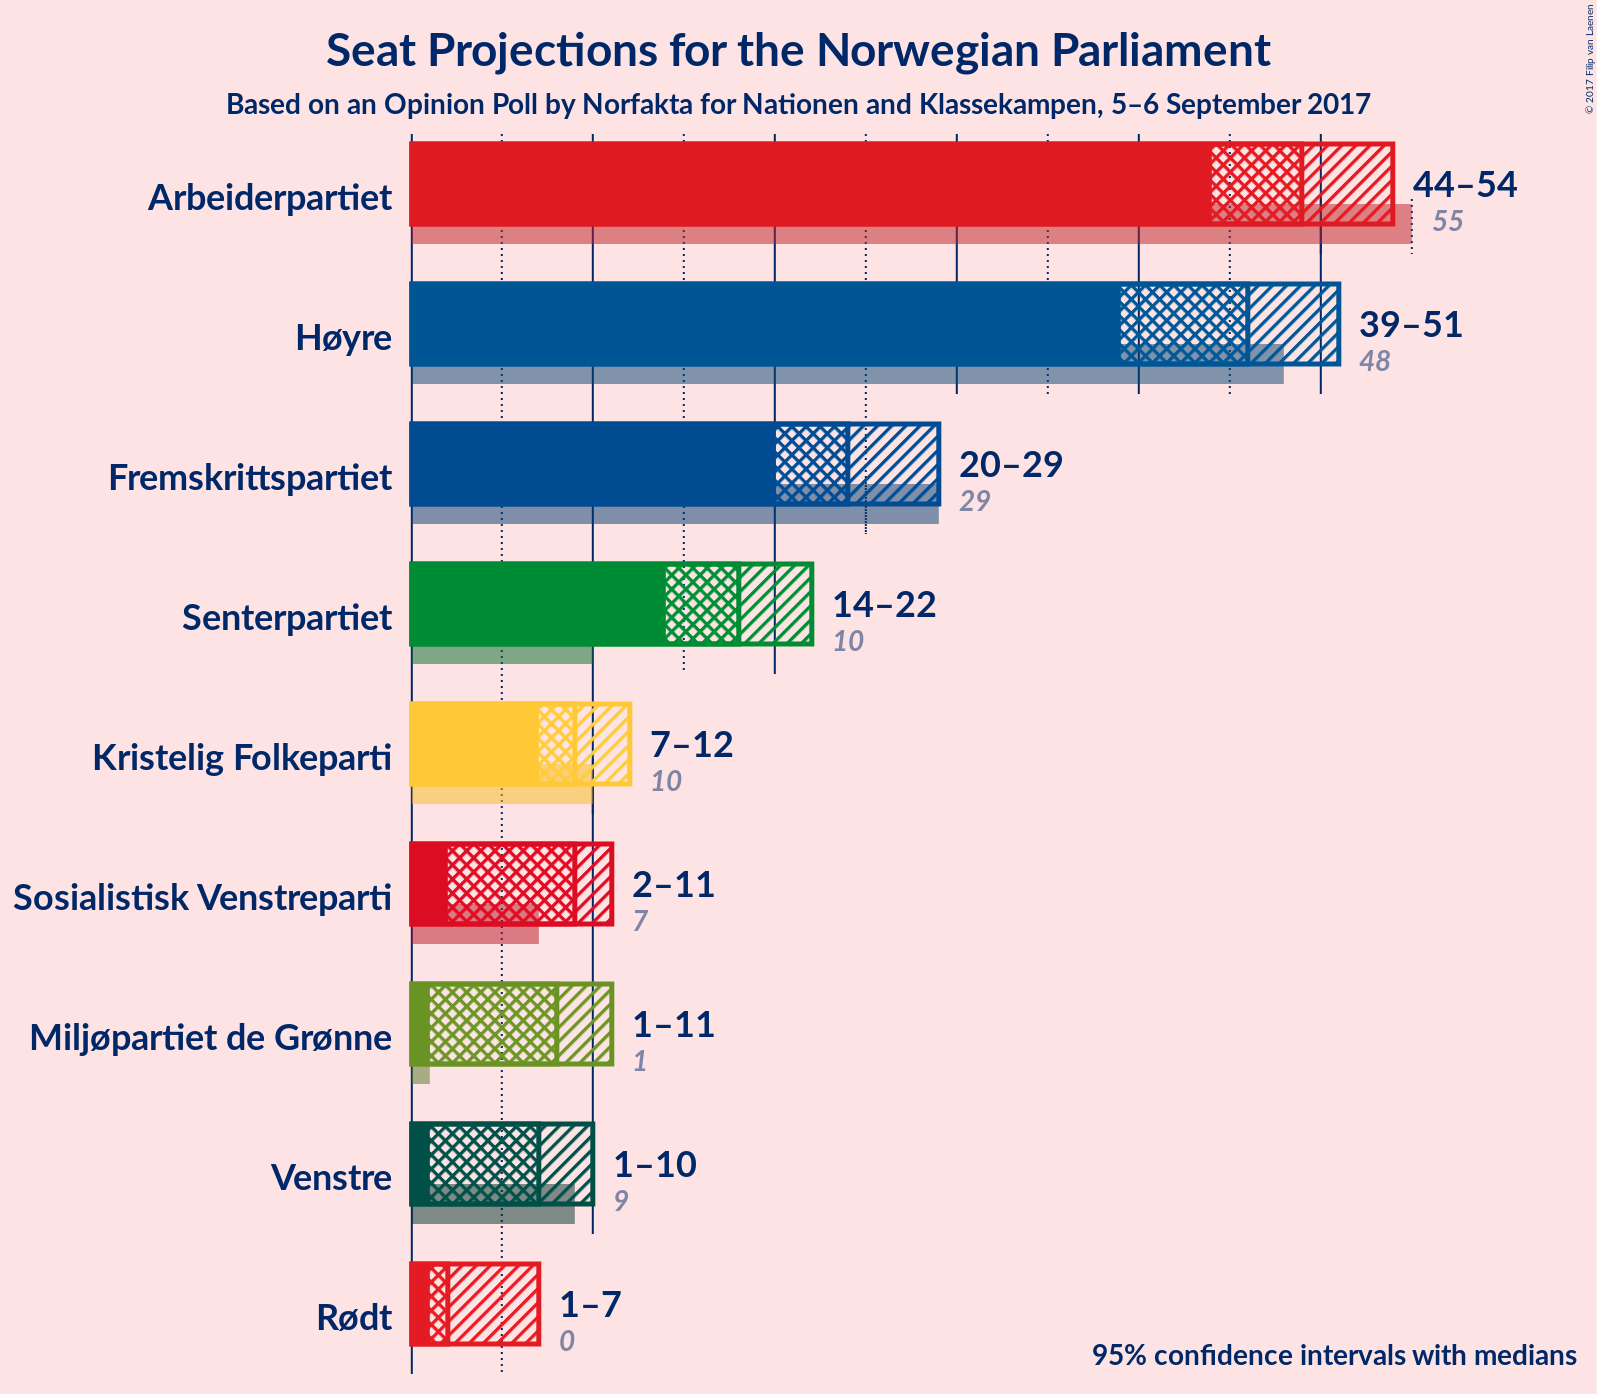 Seat Projections for the Norwegian Parliament
Based on an Opinion Poll by Norfakta for Nationen and Klassekampen, 5–6 September 2017
© 2017 Filip van Laenen
Arbeiderpartiet
44–54
55
Høyre
39–51
48
Fremskrittspartiet
20–29
29
Senterpartiet
14–22
10
Kristelig Folkeparti
7–12
10
Sosialistisk Venstreparti
2–11
7
Miljøpartiet de Grønne
1–11
1
Venstre
1–10
9
Rødt
1–7
0
95% confidence intervals with medians